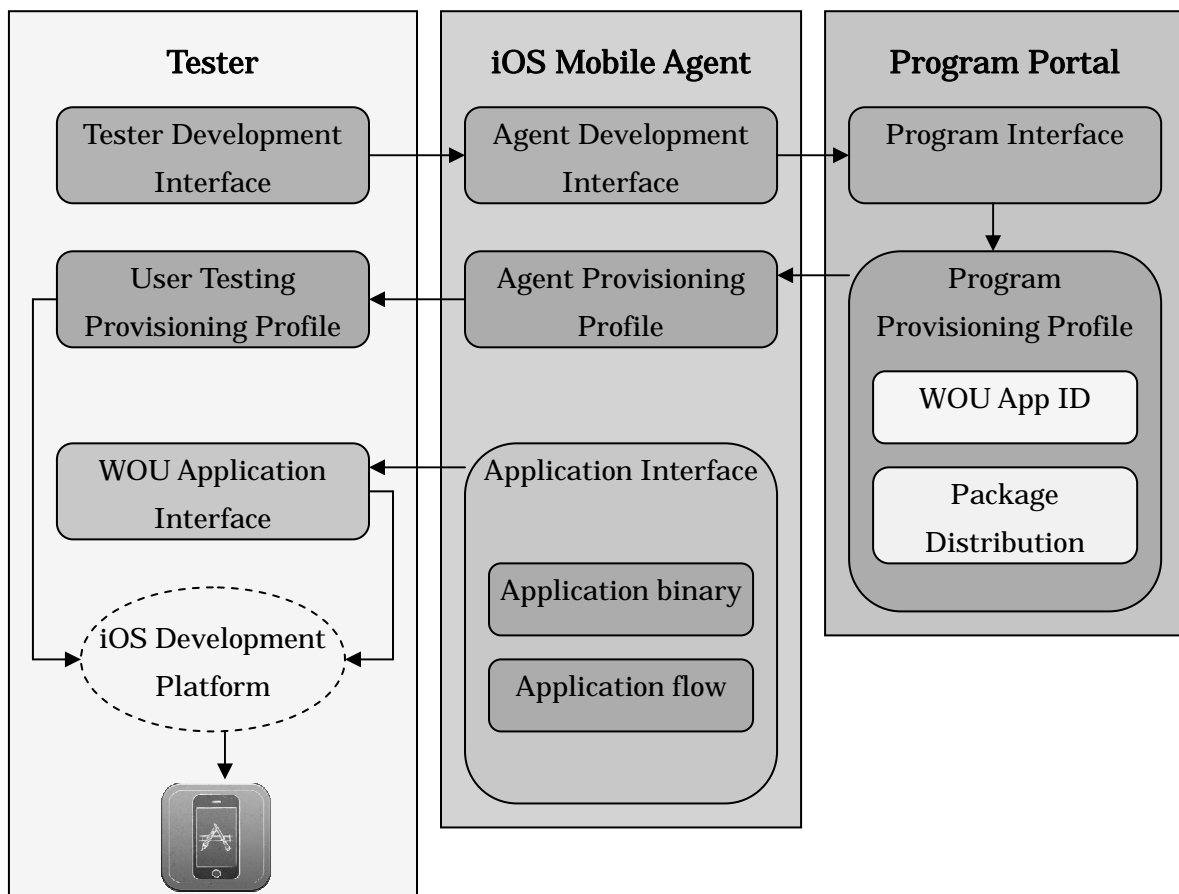 Tester
Tester Development
Interface
User Testing
Provisioning Profile
WOU Application
Interface
iOS Development
Platform
iOS Mobile Agent
Agent Development
Interface
Agent Provisioning
Profile
Application Interface
Application binary
Application flow
Program Portal
Program Interface
Program
Provisioning Profile
WOU App ID
Package
Distribution